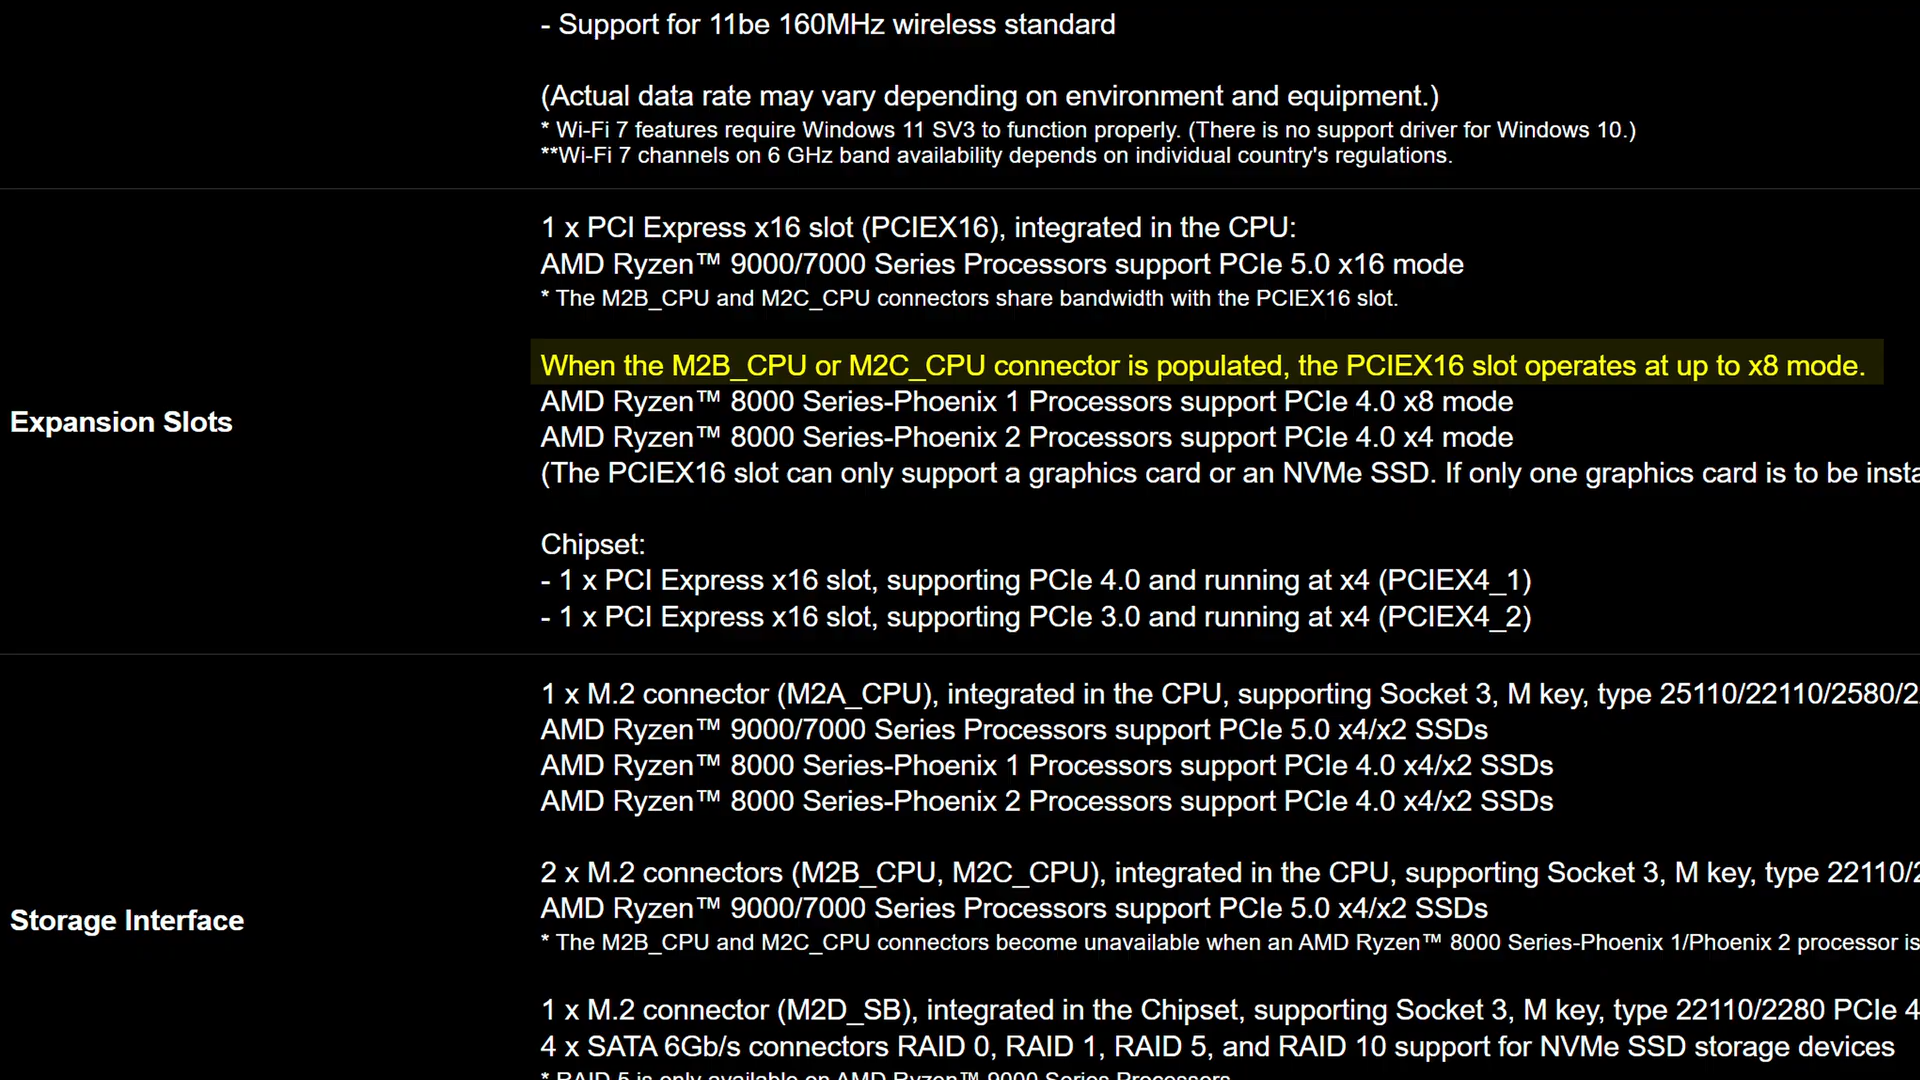 - Support for 11be 160MHz wireless standard
(Actual data rate may vary depending on environment and equipment.)
* Wi-Fi 7 features require Windows 11 SV3 to function properly. (There is no support driver for Windows 10.)
**Wi-Fi 7 channels on 6 GHz band availability depends on individual country's regulations.
Expansion Slots
1 x PCI Express x16 slot (PCIEX16), integrated in the CPU:
AMD Ryzen™ 9000/7000 Series Processors support PCIe 5.0 x16 mode
* The M2B_CPU and M2C_CPU connectors share bandwidth with the PCIEX16 slot.
When the M2B_CPU or M2C_CPU connector is populated, the PCIEX16 slot operates at up to x8 mode.
AMD Ryzen™ 8000 Series-Phoenix 1 Processors support PCIe 4.0 x8 mode
AMD Ryzen™ 8000 Series-Phoenix 2 Processors support PCIe 4.0 x4 mode
(The PCIEX16 slot can only support a graphics card or an NVMe SSD. If only one graphics card is to be
Chipset:
- 1 x PCI Express x16 slot, supporting PCIe 4.0 and running at x4 (PCIEX4_1)
- 1 x PCI Express x16 slot, supporting PCIe 3.0 and running at x4 (PCIEX4_2)
Storage Interface
1 x M.2 connector (M2A_CPU), integrated in the CPU, supporting Socket 3, M key, type 25110/22110/2580/2
AMD Ryzen™ 9000/7000 Series Processors support PCIe 5.0 x4/x2 SSDs
AMD Ryzen™ 8000 Series-Phoenix 1 Processors support PCIe 4.0 x4/x2 SSDs
AMD Ryzen™ 8000 Series-Phoenix 2 Processors support PCIe 4.0 x4/x2 SSDs
2 x M.2 connectors (M2B_CPU, M2C_CPU), integrated in the CPU, supporting Socket 3, M key, type 22110/2
AMD Ryzen™ 9000/7000 Series Processors support PCIe 5.0 x4/x2 SSDs
* The M2B_CPU and M2C_CPU connectors become unavailable when an AMD Ryzen™ 8000 Series-Phoenix 1/Phoenix 2 processor is
1 x M.2 connector (M2D_SB), integrated in the Chipset, supporting Socket 3, M key, type 22110/2280 PCIe 4
4 x SATA 6Gb/s connectors RAID 0, RAID 1, RAID 5, and RAID 10 support for NVMe SSD storage devices
* RAID 5 is only available on AMD Ryzen™ 9000 Series Processors.